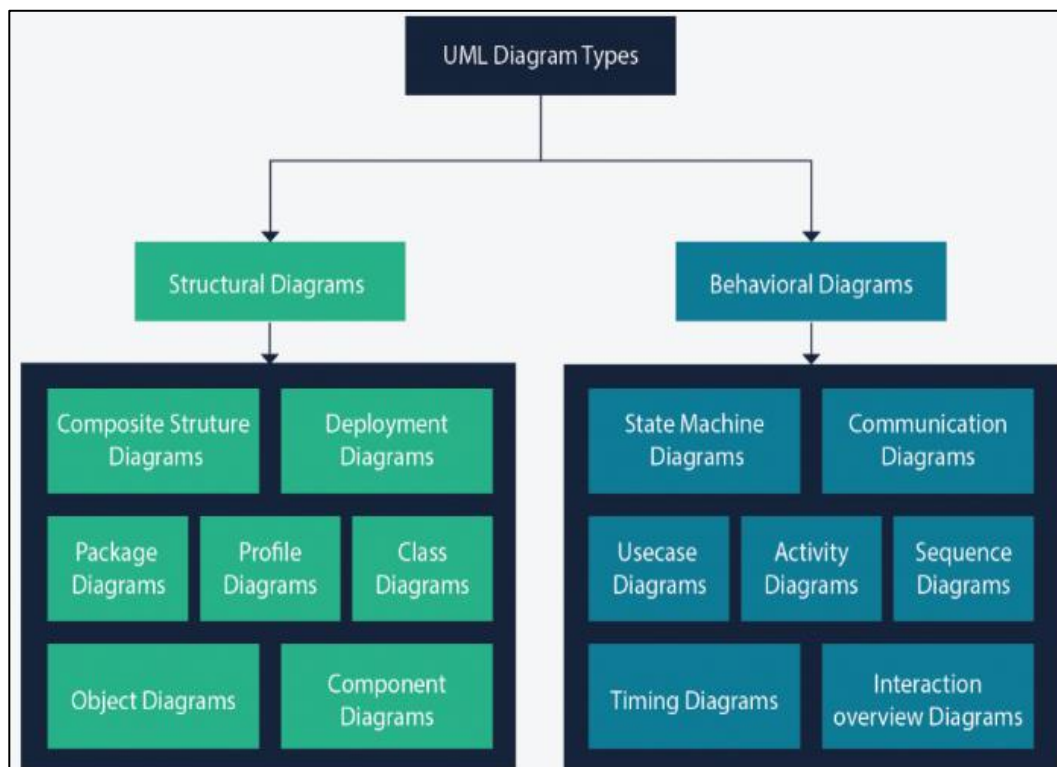 UML Diagram Types
Structural Diagrams
Behavioral Diagrams
Composite Struture
Diagrams
Deployment
Diagrams
Package
Diagrams
Profile
Diagrams
Class
Diagrams
Object Diagrams
Component
Diagrams
State Machine
Diagrams
Communication
Diagrams
Usecase
Diagrams
Activity
Diagrams
Sequence
Diagrams
Timing Diagrams
Interaction
overview Diagrams